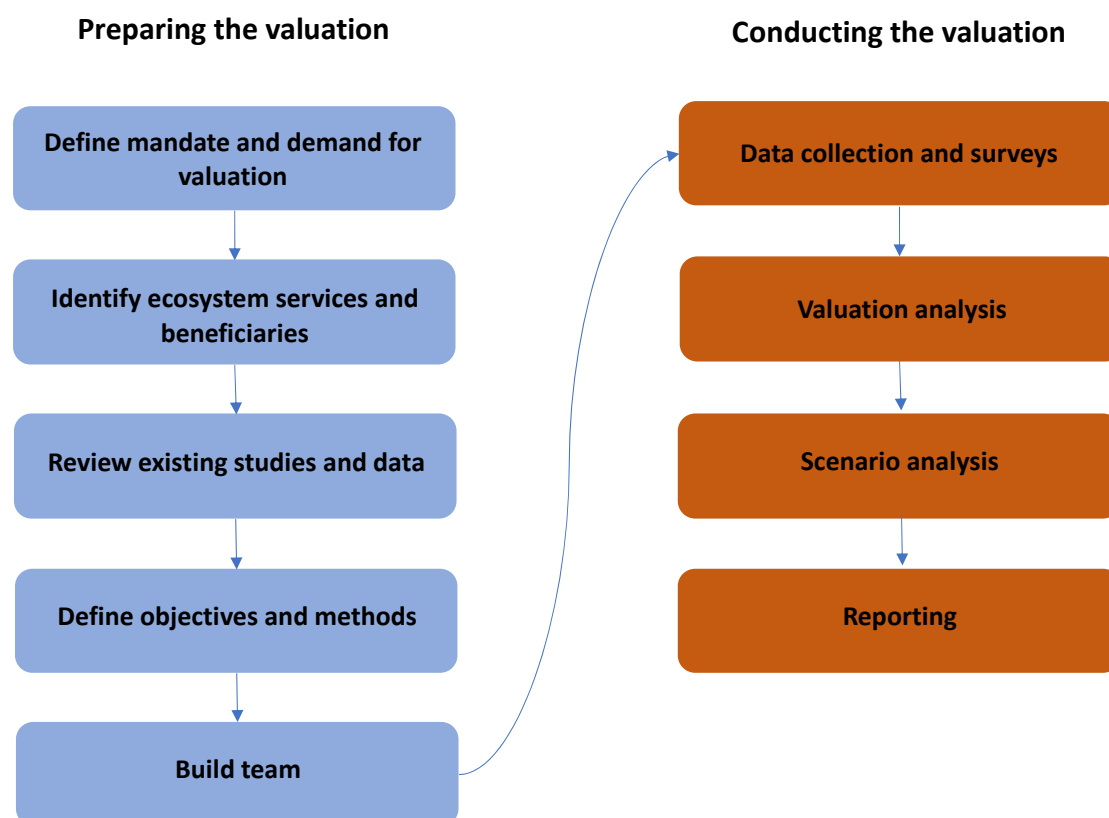 Preparing the valuation
Define mandate and demand for
valuation
Identify ecosystem services and
beneficiaries
Review existing studies and data
Define objectives and methods
Build team
Conducting the valuation
Data collection and surveys
Valuation analysis
Scenario analysis
Reporting